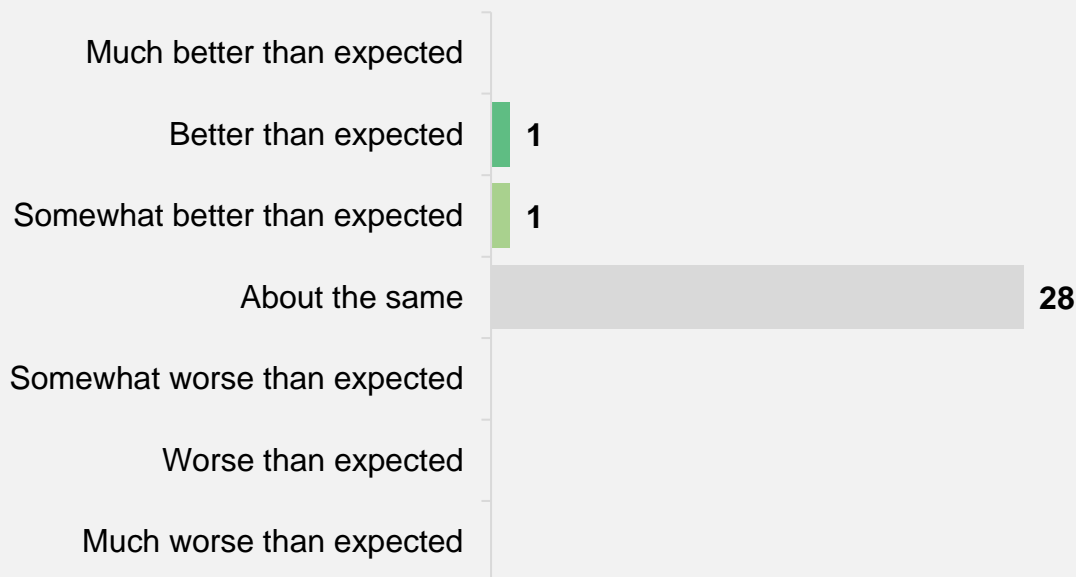 Much better than expected
Better than expected 1
Somewhat better than expected 1
About the same 28
Somewhat worse than expected
Worse than expected
Much worse than expected